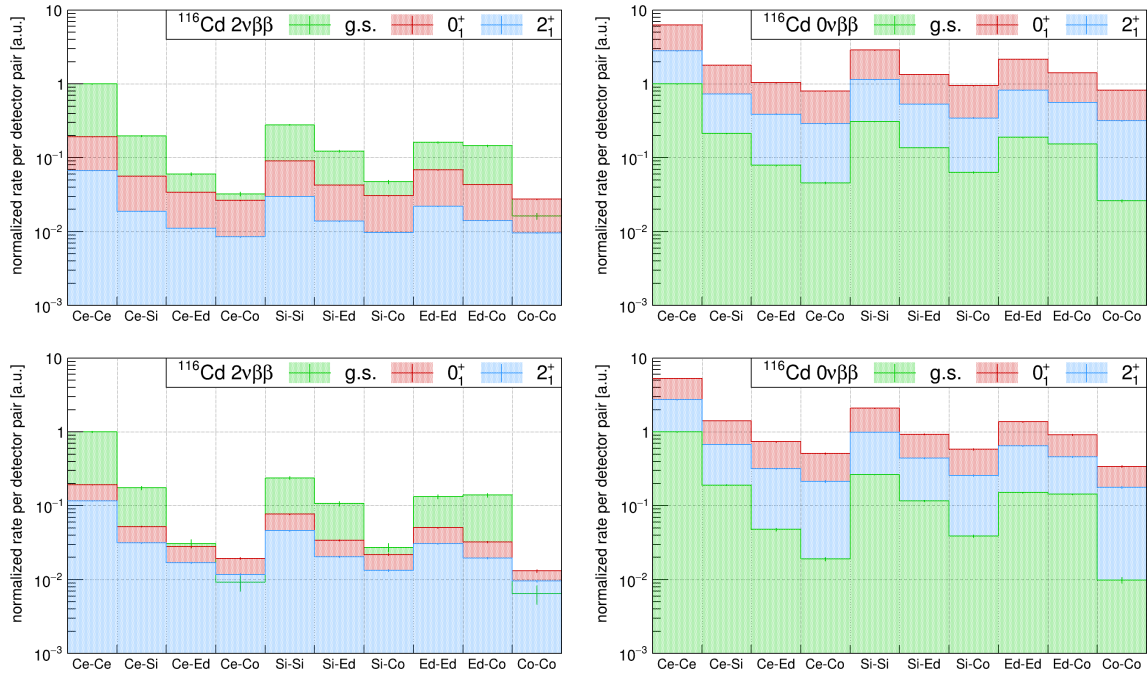 normalized rate per detector pair [a.u.]
10
1
10⁻¹
10⁻²
10⁻³
¹¹⁶Cd 2νββ g.s. 0₁⁺ 2₁⁺
Ce-Ce Ce-Si Ce-Ed Ce-Co Si-Si Si-Ed Si-Co Ed-Ed Ed-Co Co-Co
normalized rate per detector pair [a.u.]
10
1
10⁻¹
10⁻²
10⁻³
¹¹⁶Cd 0νββ g.s. 0₁⁺ 2₁⁺
Ce-Ce Ce-Si Ce-Ed Ce-Co Si-Si Si-Ed Si-Co Ed-Ed Ed-Co Co-Co
normalized rate per detector pair [a.u.]
10
1
10⁻¹
10⁻²
10⁻³
¹¹⁶Cd 2νββ g.s. 0₁⁺ 2₁⁺
Ce-Ce Ce-Si Ce-Ed Ce-Co Si-Si Si-Ed Si-Co Ed-Ed Ed-Co Co-Co
normalized rate per detector pair [a.u.]
10
1
10⁻¹
10⁻²
10⁻³
¹¹⁶Cd 0νββ g.s. 0₁⁺ 2₁⁺
Ce-Ce Ce-Si Ce-Ed Ce-Co Si-Si Si-Ed Si-Co Ed-Ed Ed-Co Co-Co